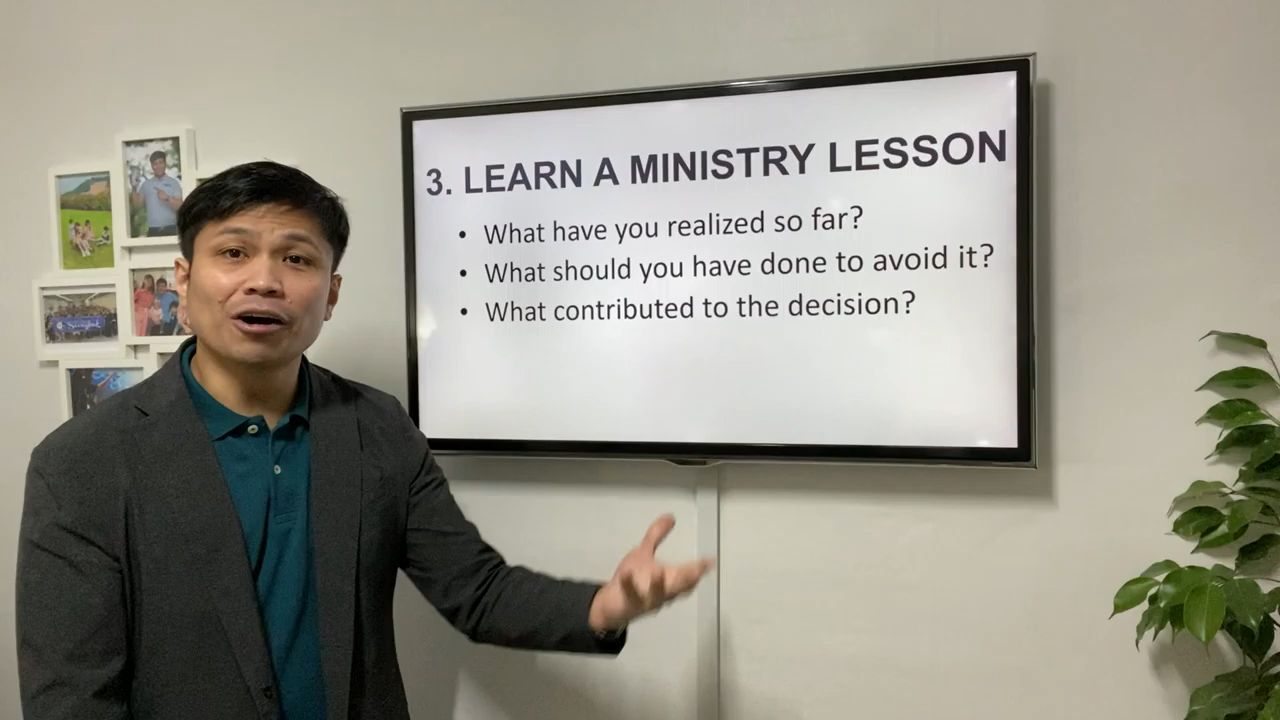 3. LEARN A MINISTRY LESSON
• What have you realized so far?
• What should you have done to avoid it?
• What contributed to the decision?